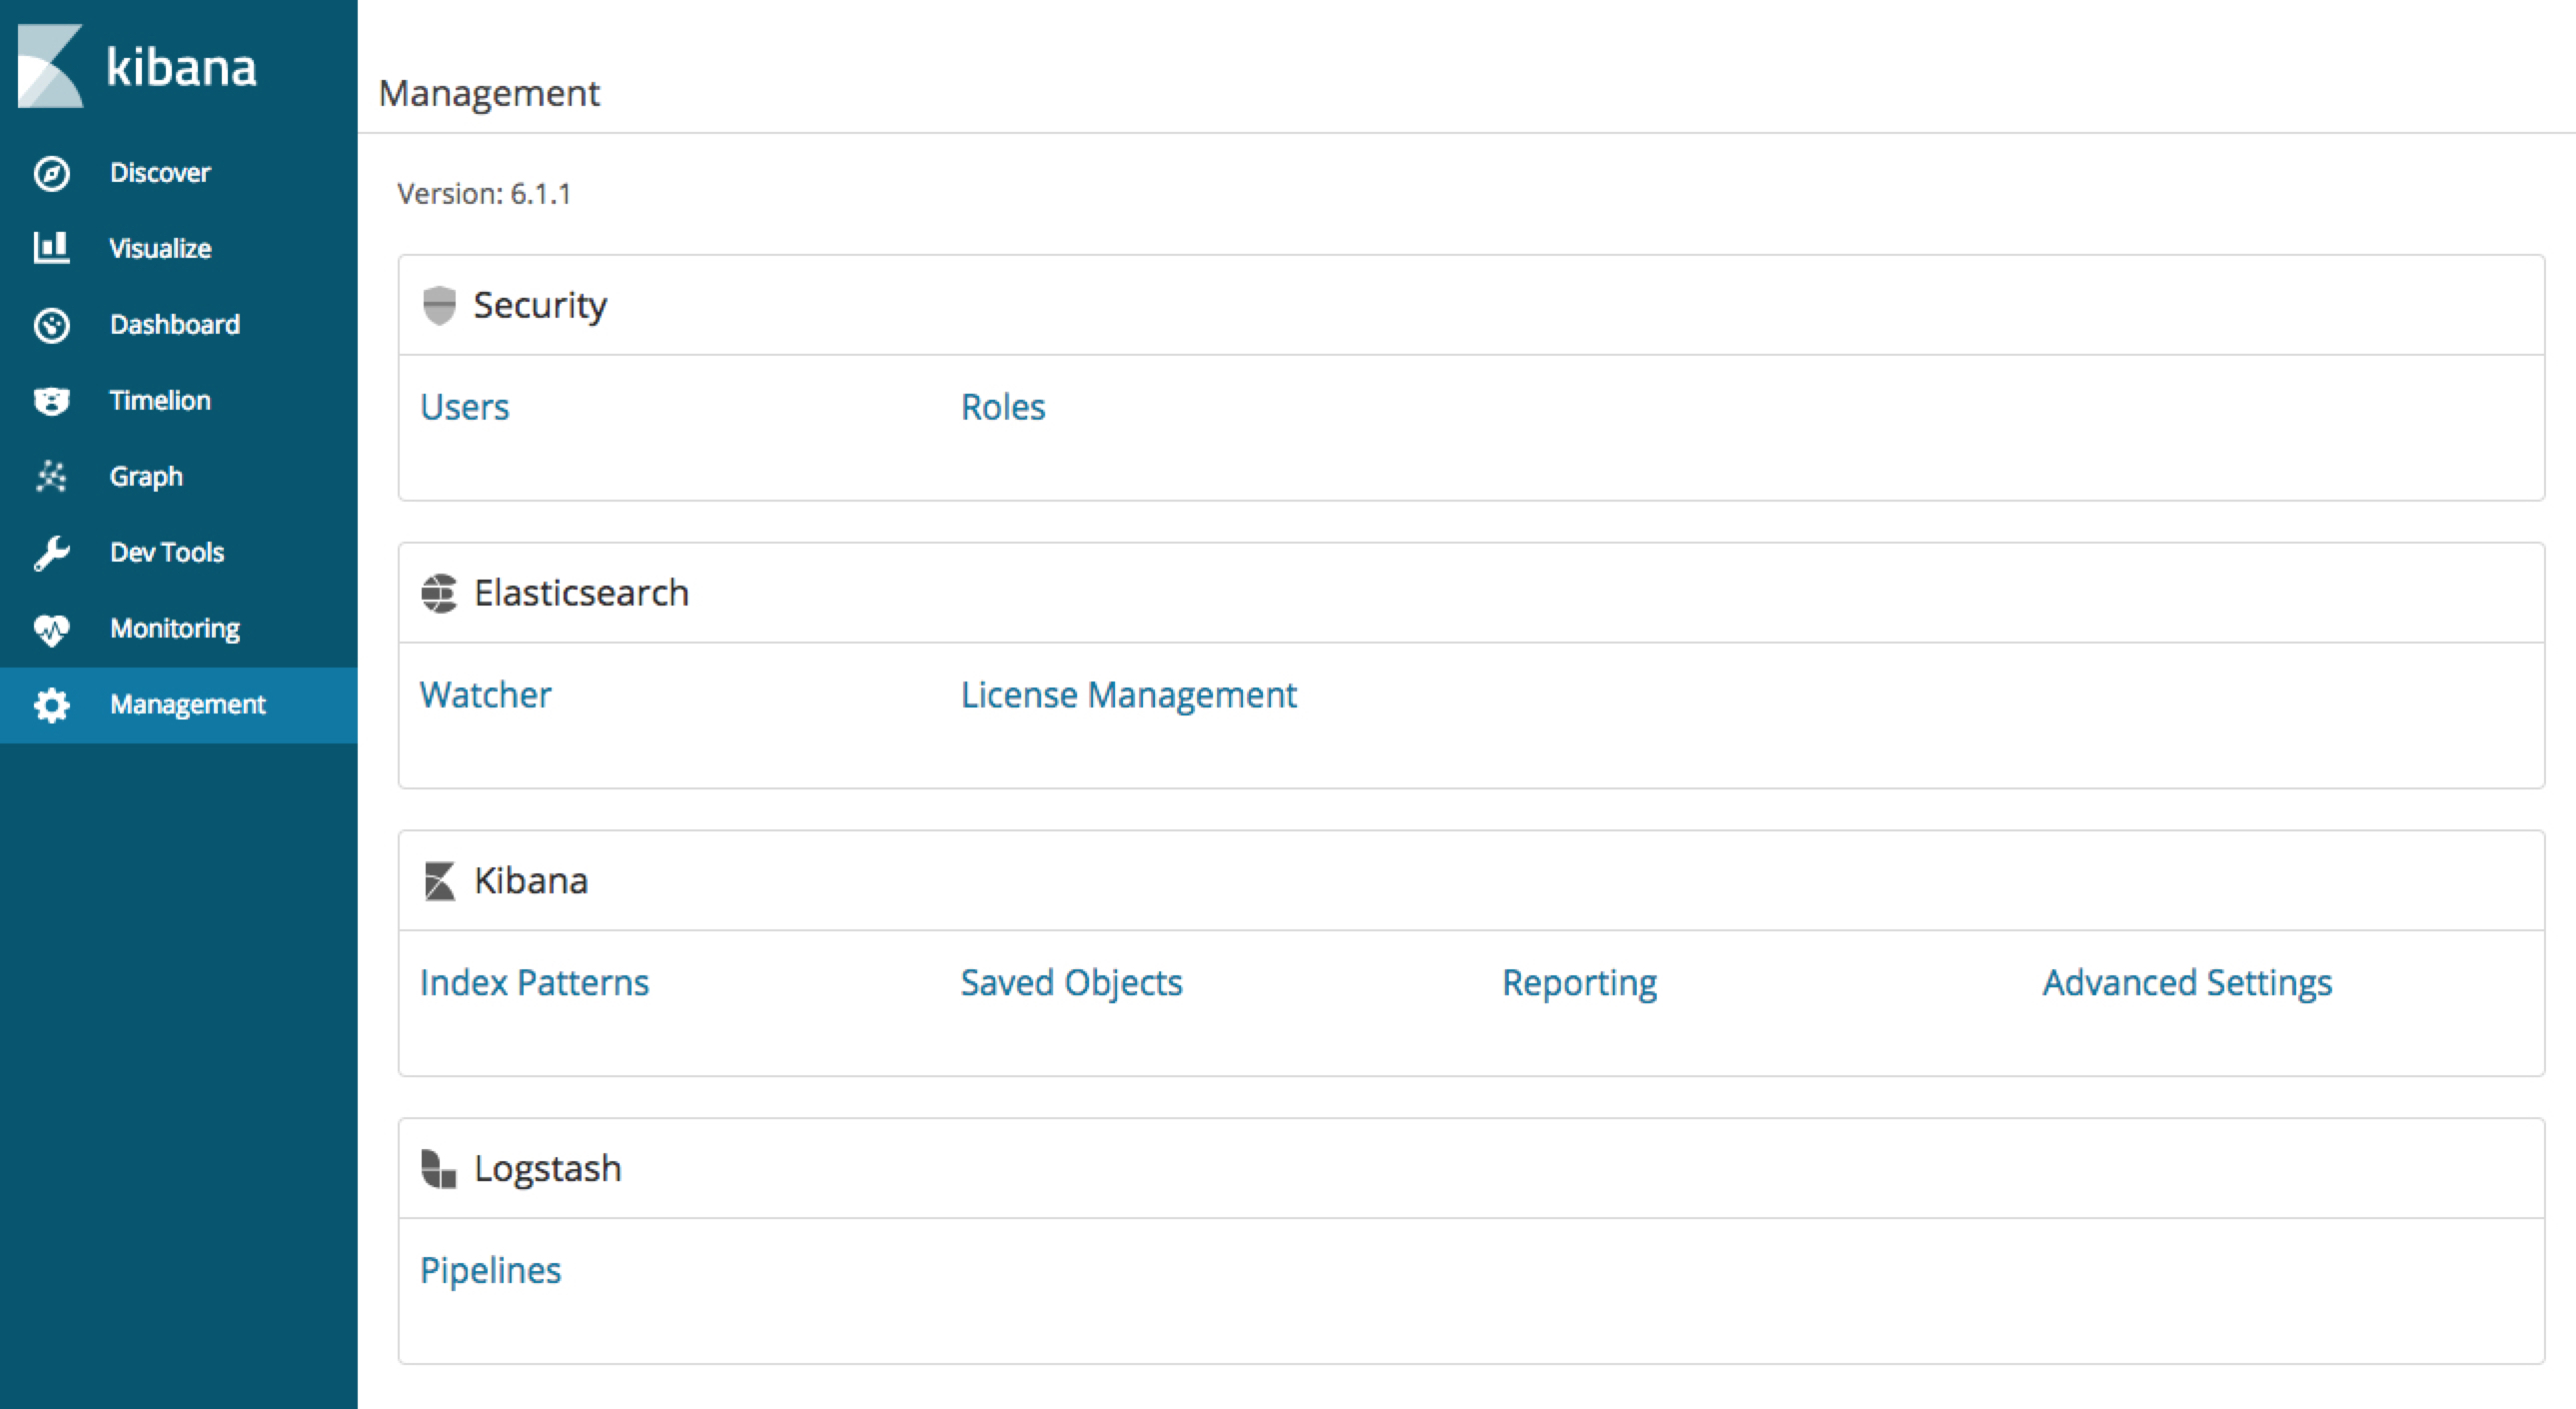 kibana
Discover
Visualize
Dashboard
Timelion
Graph
Dev Tools
Monitoring
Management
Management
Version: 6.1.1
Security
Users Roles
Elasticsearch
Watcher License Management
Kibana
Index Patterns Saved Objects Reporting Advanced Settings
Logstash
Pipelines